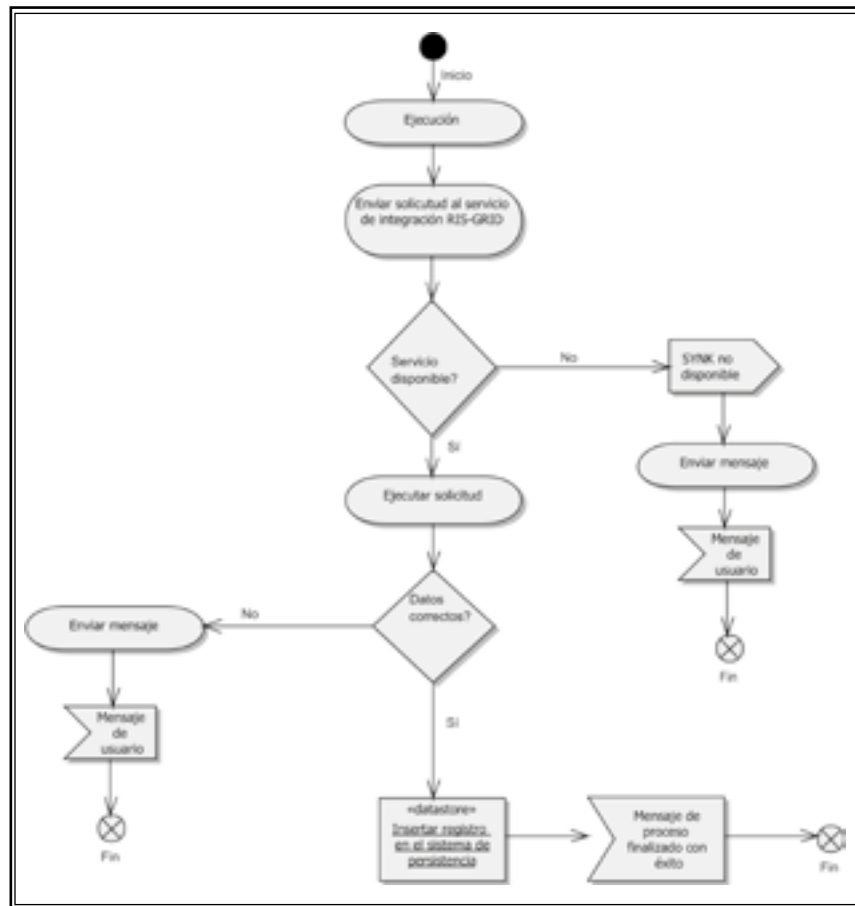 Inicio
Ejecución
Enviar solicutud al servicio
de integración RIS-GRID
Servicio
disponible?
No
SYNK no
disponible
Si
Enviar mensaje
Ejecutar solicitud
Mensaje
de
usuario
Fin
Datos
correctos?
No
Enviar mensaje
Mensaje
de
usuario
Fin
Si
«datastore»
Insertar registro
en el sistema de
persistencia
Mensaje de
proceso
finalizado con
éxito
Fin